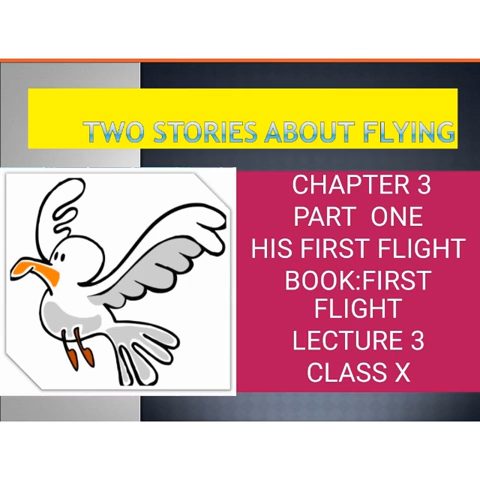 TWO STORIES ABOUT FLYING
CHAPTER 3
PART ONE
HIS FIRST FLIGHT
BOOK:FIRST
FLIGHT
LECTURE 3
CLASS X